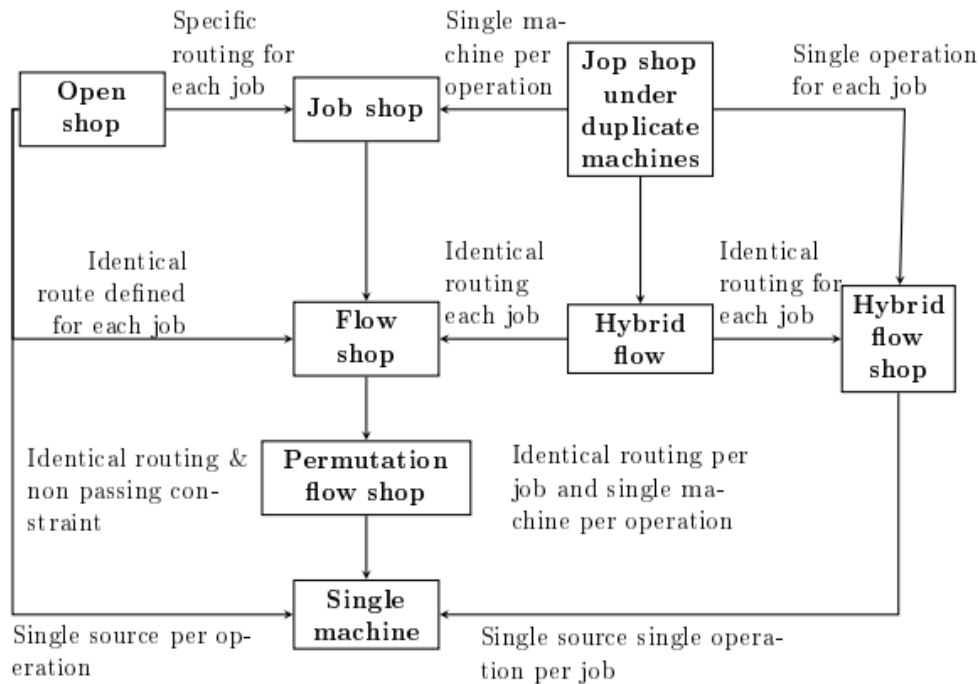 Specific
routing for
each job
Single ma-
chine per
operation
Single operation
for each job
Open
shop
Job shop
Jop shop
under
duplicate
machines
Identical
route defined
for each job
Identical
routing
each job
Identical
routing for
each job
Flow
shop
Hybrid
flow
Hybrid
flow
shop
Identical routing &
non passing con-
straint
Permutation
flow shop
Identical routing per
job and single ma-
chine per operation
Single
machine
Single source per op-
eration
Single source single opera-
tion per job